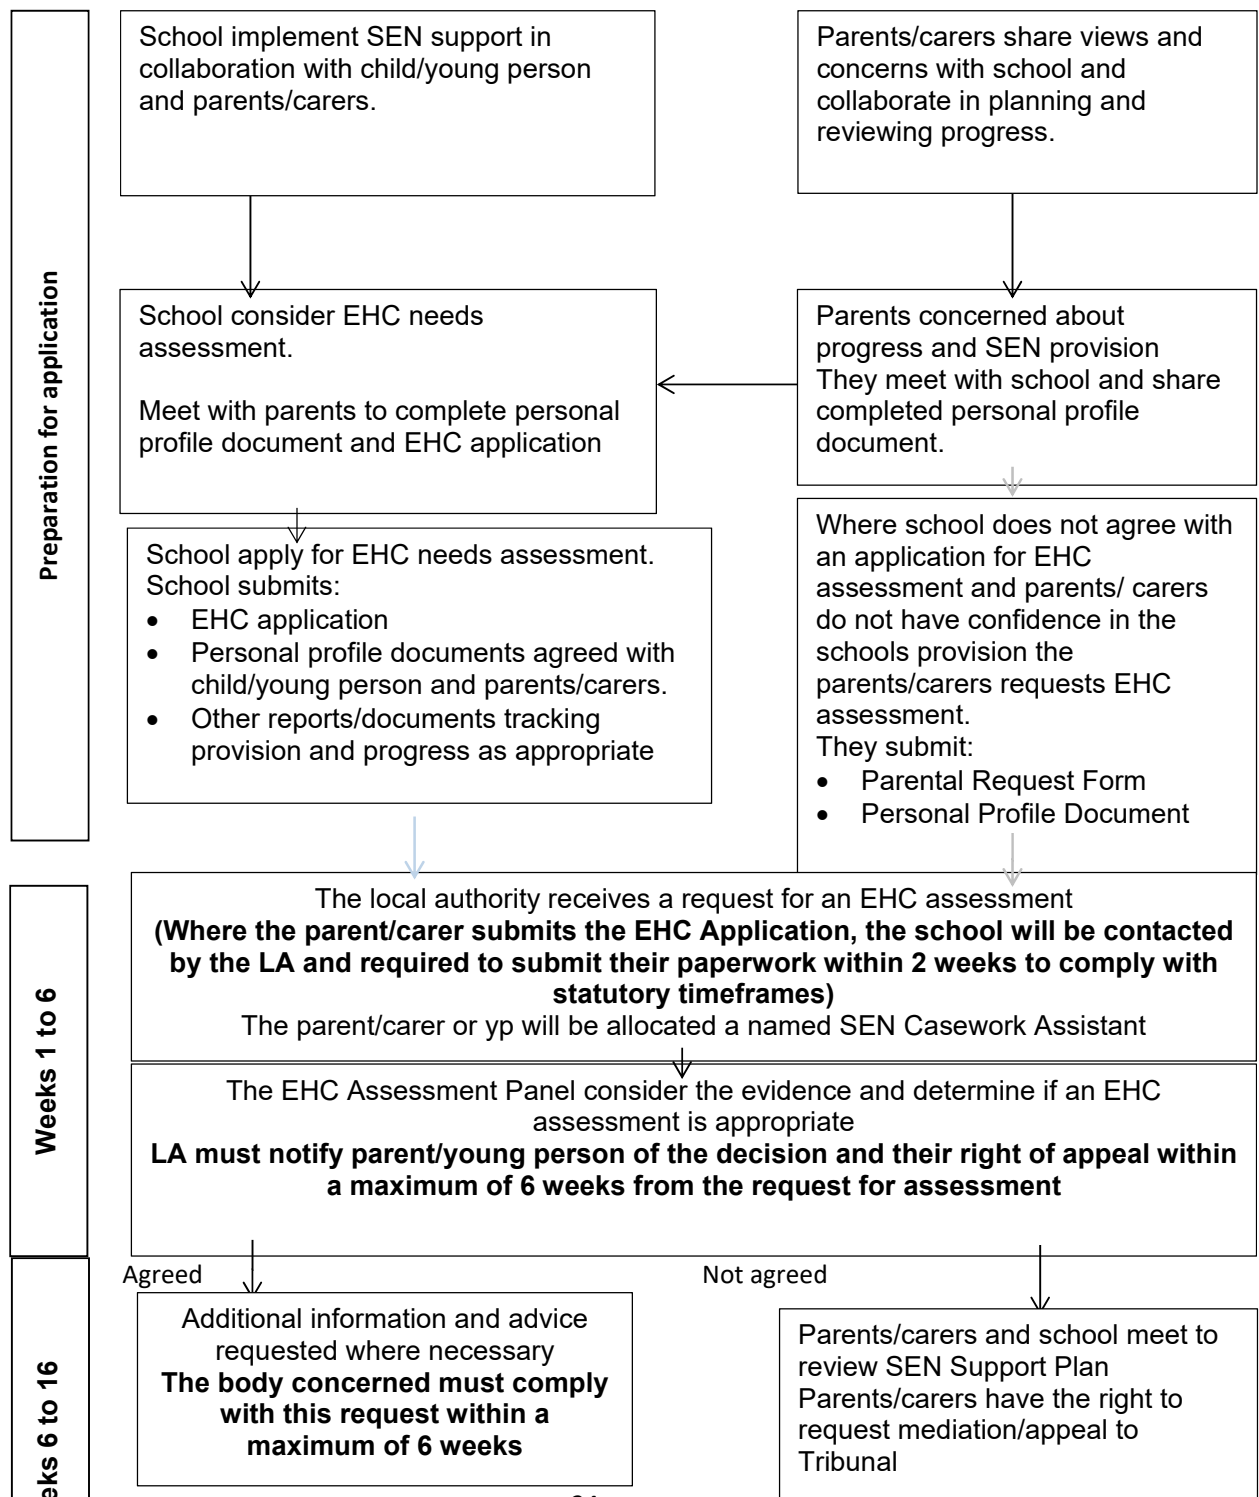 Preparation for application
School implement SEN support in
collaboration with child/young person
and parents/carers.
Parents/carers share views and
concerns with school and
collaborate in planning and
reviewing progress.
School consider EHC needs
assessment.
Meet with parents to complete personal
profile document and EHC application
Parents concerned about
progress and SEN provision
They meet with school and share
completed personal profile
document.
School apply for EHC needs assessment.
School submits:
• EHC application
• Personal profile documents agreed with
child/young person and parents/carers.
• Other reports/documents tracking
provision and progress as appropriate
Where school does not agree with
an application for EHC
assessment and parents/ carers
do not have confidence in the
schools provision the
parents/carers requests EHC
assessment.
They submit:
• Parental Request Form
• Personal Profile Document
Weeks 1 to 6
The local authority receives a request for an EHC assessment
(Where the parent/carer submits the EHC Application, the school will be contacted
by the LA and required to submit their paperwork within 2 weeks to comply with
statutory timeframes)
The parent/carer or yp will be allocated a named SEN Casework Assistant
The EHC Assessment Panel consider the evidence and determine if an EHC
assessment is appropriate
LA must notify parent/young person of the decision and their right of appeal within
a maximum of 6 weeks from the request for assessment
eks 6 to 16
Agreed
Not agreed
Additional information and advice
requested where necessary
The body concerned must comply
with this request within a
maximum of 6 weeks
Parents/carers and school meet to
review SEN Support Plan
Parents/carers have the right to
request mediation/appeal to
Tribunal